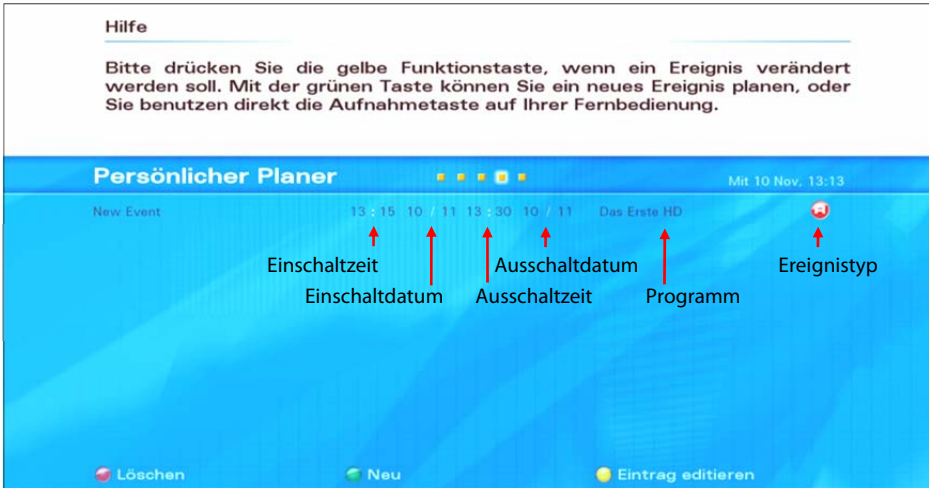 Hilfe
Bitte drücken Sie die gelbe Funktionstaste, wenn ein Ereignis verändert
werden soll. Mit der grünen Taste können Sie ein neues Ereignis planen, oder
Sie benutzen direkt die Aufnahmetaste auf Ihrer Fernbedienung.
Persönlicher Planer Mit 10 Nov, 13:13
New Event 13 : 15 10 / 11 13 : 30 10 / 11 Das Erste HD
Einschaltzeit Ausschaltdatum Ereignistyp
Einschaltdatum Ausschaltzeit Programm
Löschen Neu Eintrag editieren